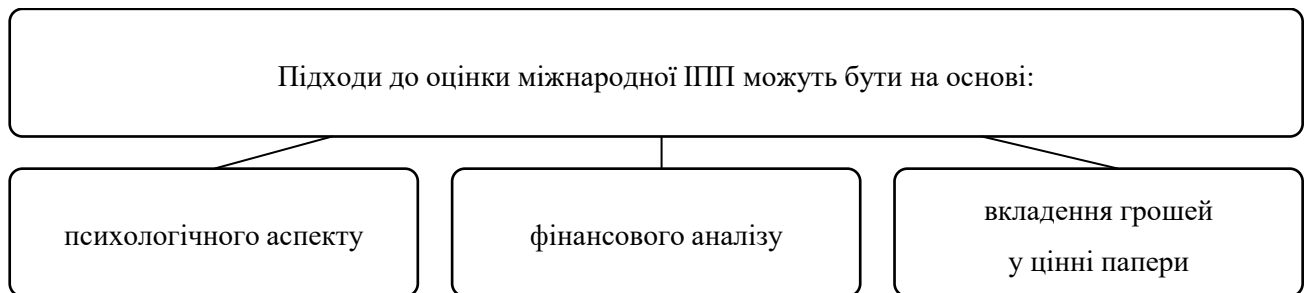 Підходи до оцінки міжнародної ІПП можуть бути на основі:
психологічного аспекту
фінансового аналізу
вкладення грошей
у цінні папери